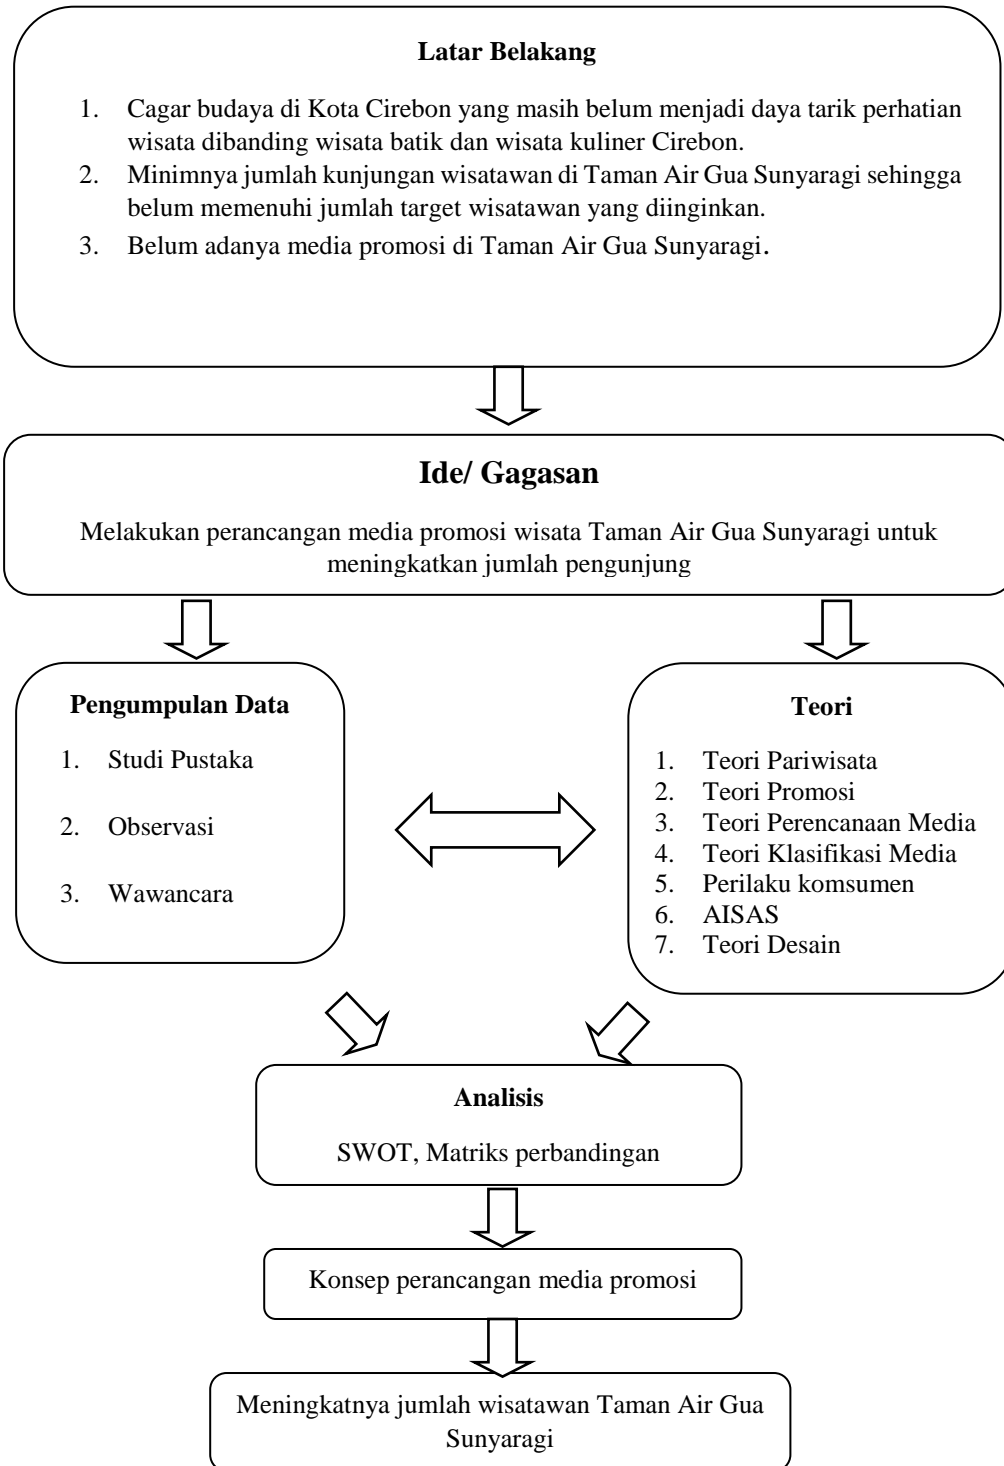 Latar Belakang
1. Cagar budaya di Kota Cirebon yang masih belum menjadi daya tarik perhatian
wisata dibanding wisata batik dan wisata kuliner Cirebon.
2. Minimnya jumlah kunjungan wisatawan di Taman Air Gua Sunyaragi sehingga
belum memenuhi jumlah target wisatawan yang diinginkan.
3. Belum adanya media promosi di Taman Air Gua Sunyaragi.
Ide/ Gagasan
Melakukan perancangan media promosi wisata Taman Air Gua Sunyaragi untuk
meningkatkan jumlah pengunjung
Pengumpulan Data
1. Studi Pustaka
2. Observasi
3. Wawancara
Teori
1. Teori Pariwisata
2. Teori Promosi
3. Teori Perencanaan Media
4. Teori Klasifikasi Media
5. Perilaku komsumen
6. AISAS
7. Teori Desain
Analisis
SWOT, Matriks perbandingan
Konsep perancangan media promosi
Meningkatnya jumlah wisatawan Taman Air Gua
Sunyaragi